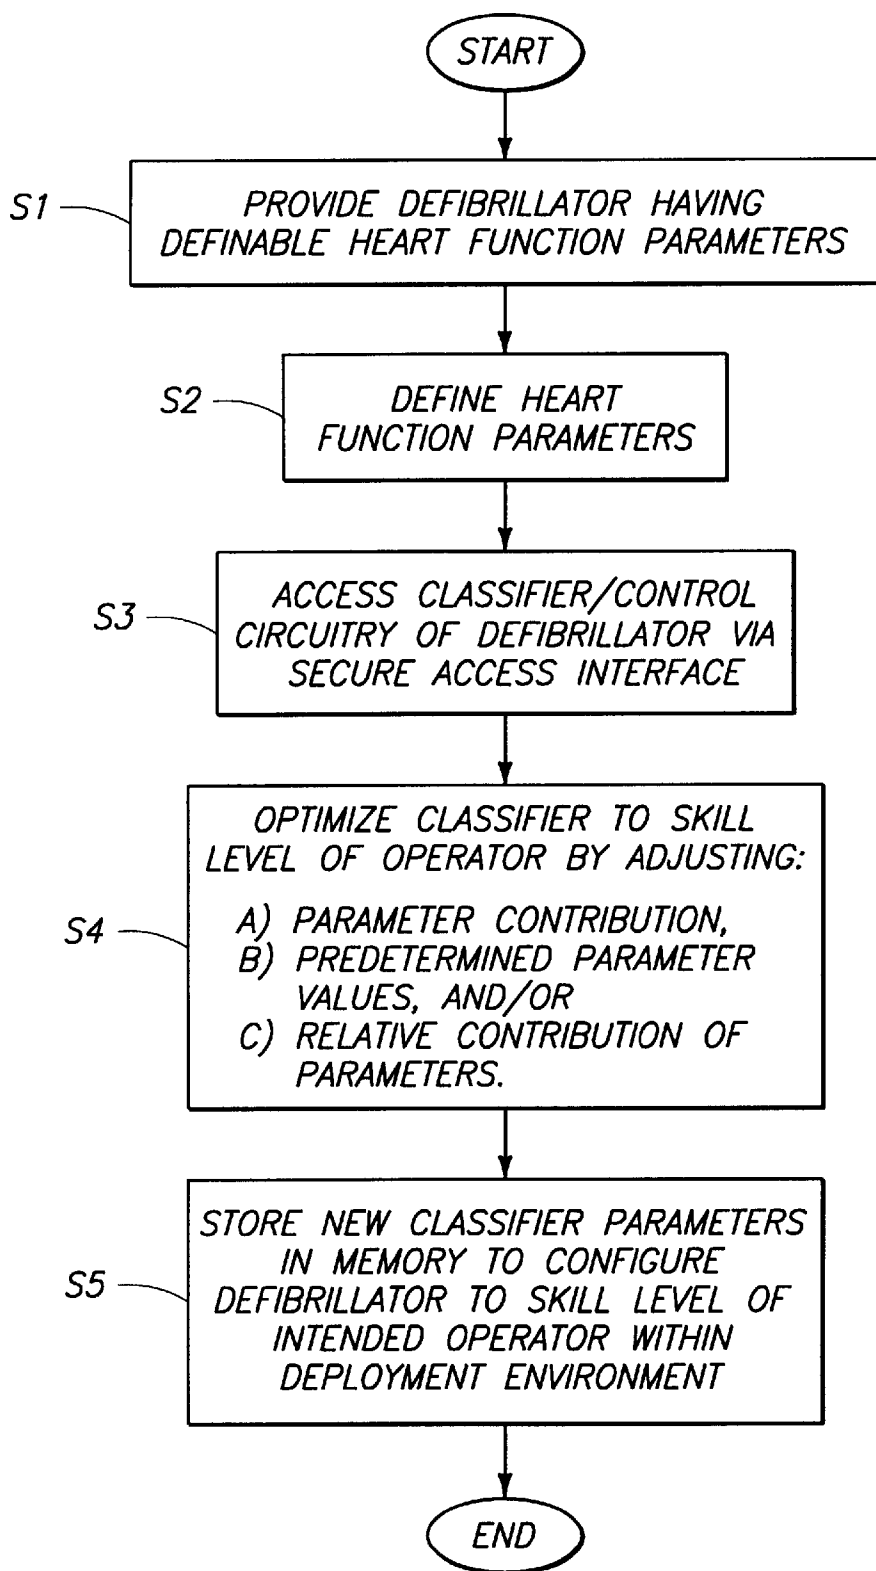 START
S1
PROVIDE DEFIBRILLATOR HAVING
DEFINABLE HEART FUNCTION PARAMETERS
S2
DEFINE HEART
FUNCTION PARAMETERS
S3
ACCESS CLASSIFIER/CONTROL
CIRCUITRY OF DEFIBRILLATOR VIA
SECURE ACCESS INTERFACE
S4
OPTIMIZE CLASSIFIER TO SKILL
LEVEL OF OPERATOR BY ADJUSTING:
A) PARAMETER CONTRIBUTION,
B) PREDETERMINED PARAMETER
VALUES, AND/OR
C) RELATIVE CONTRIBUTION OF
PARAMETERS.
S5
STORE NEW CLASSIFIER PARAMETERS
IN MEMORY TO CONFIGURE
DEFIBRILLATOR TO SKILL LEVEL OF
INTENDED OPERATOR WITHIN
DEPLOYMENT ENVIRONMENT
END